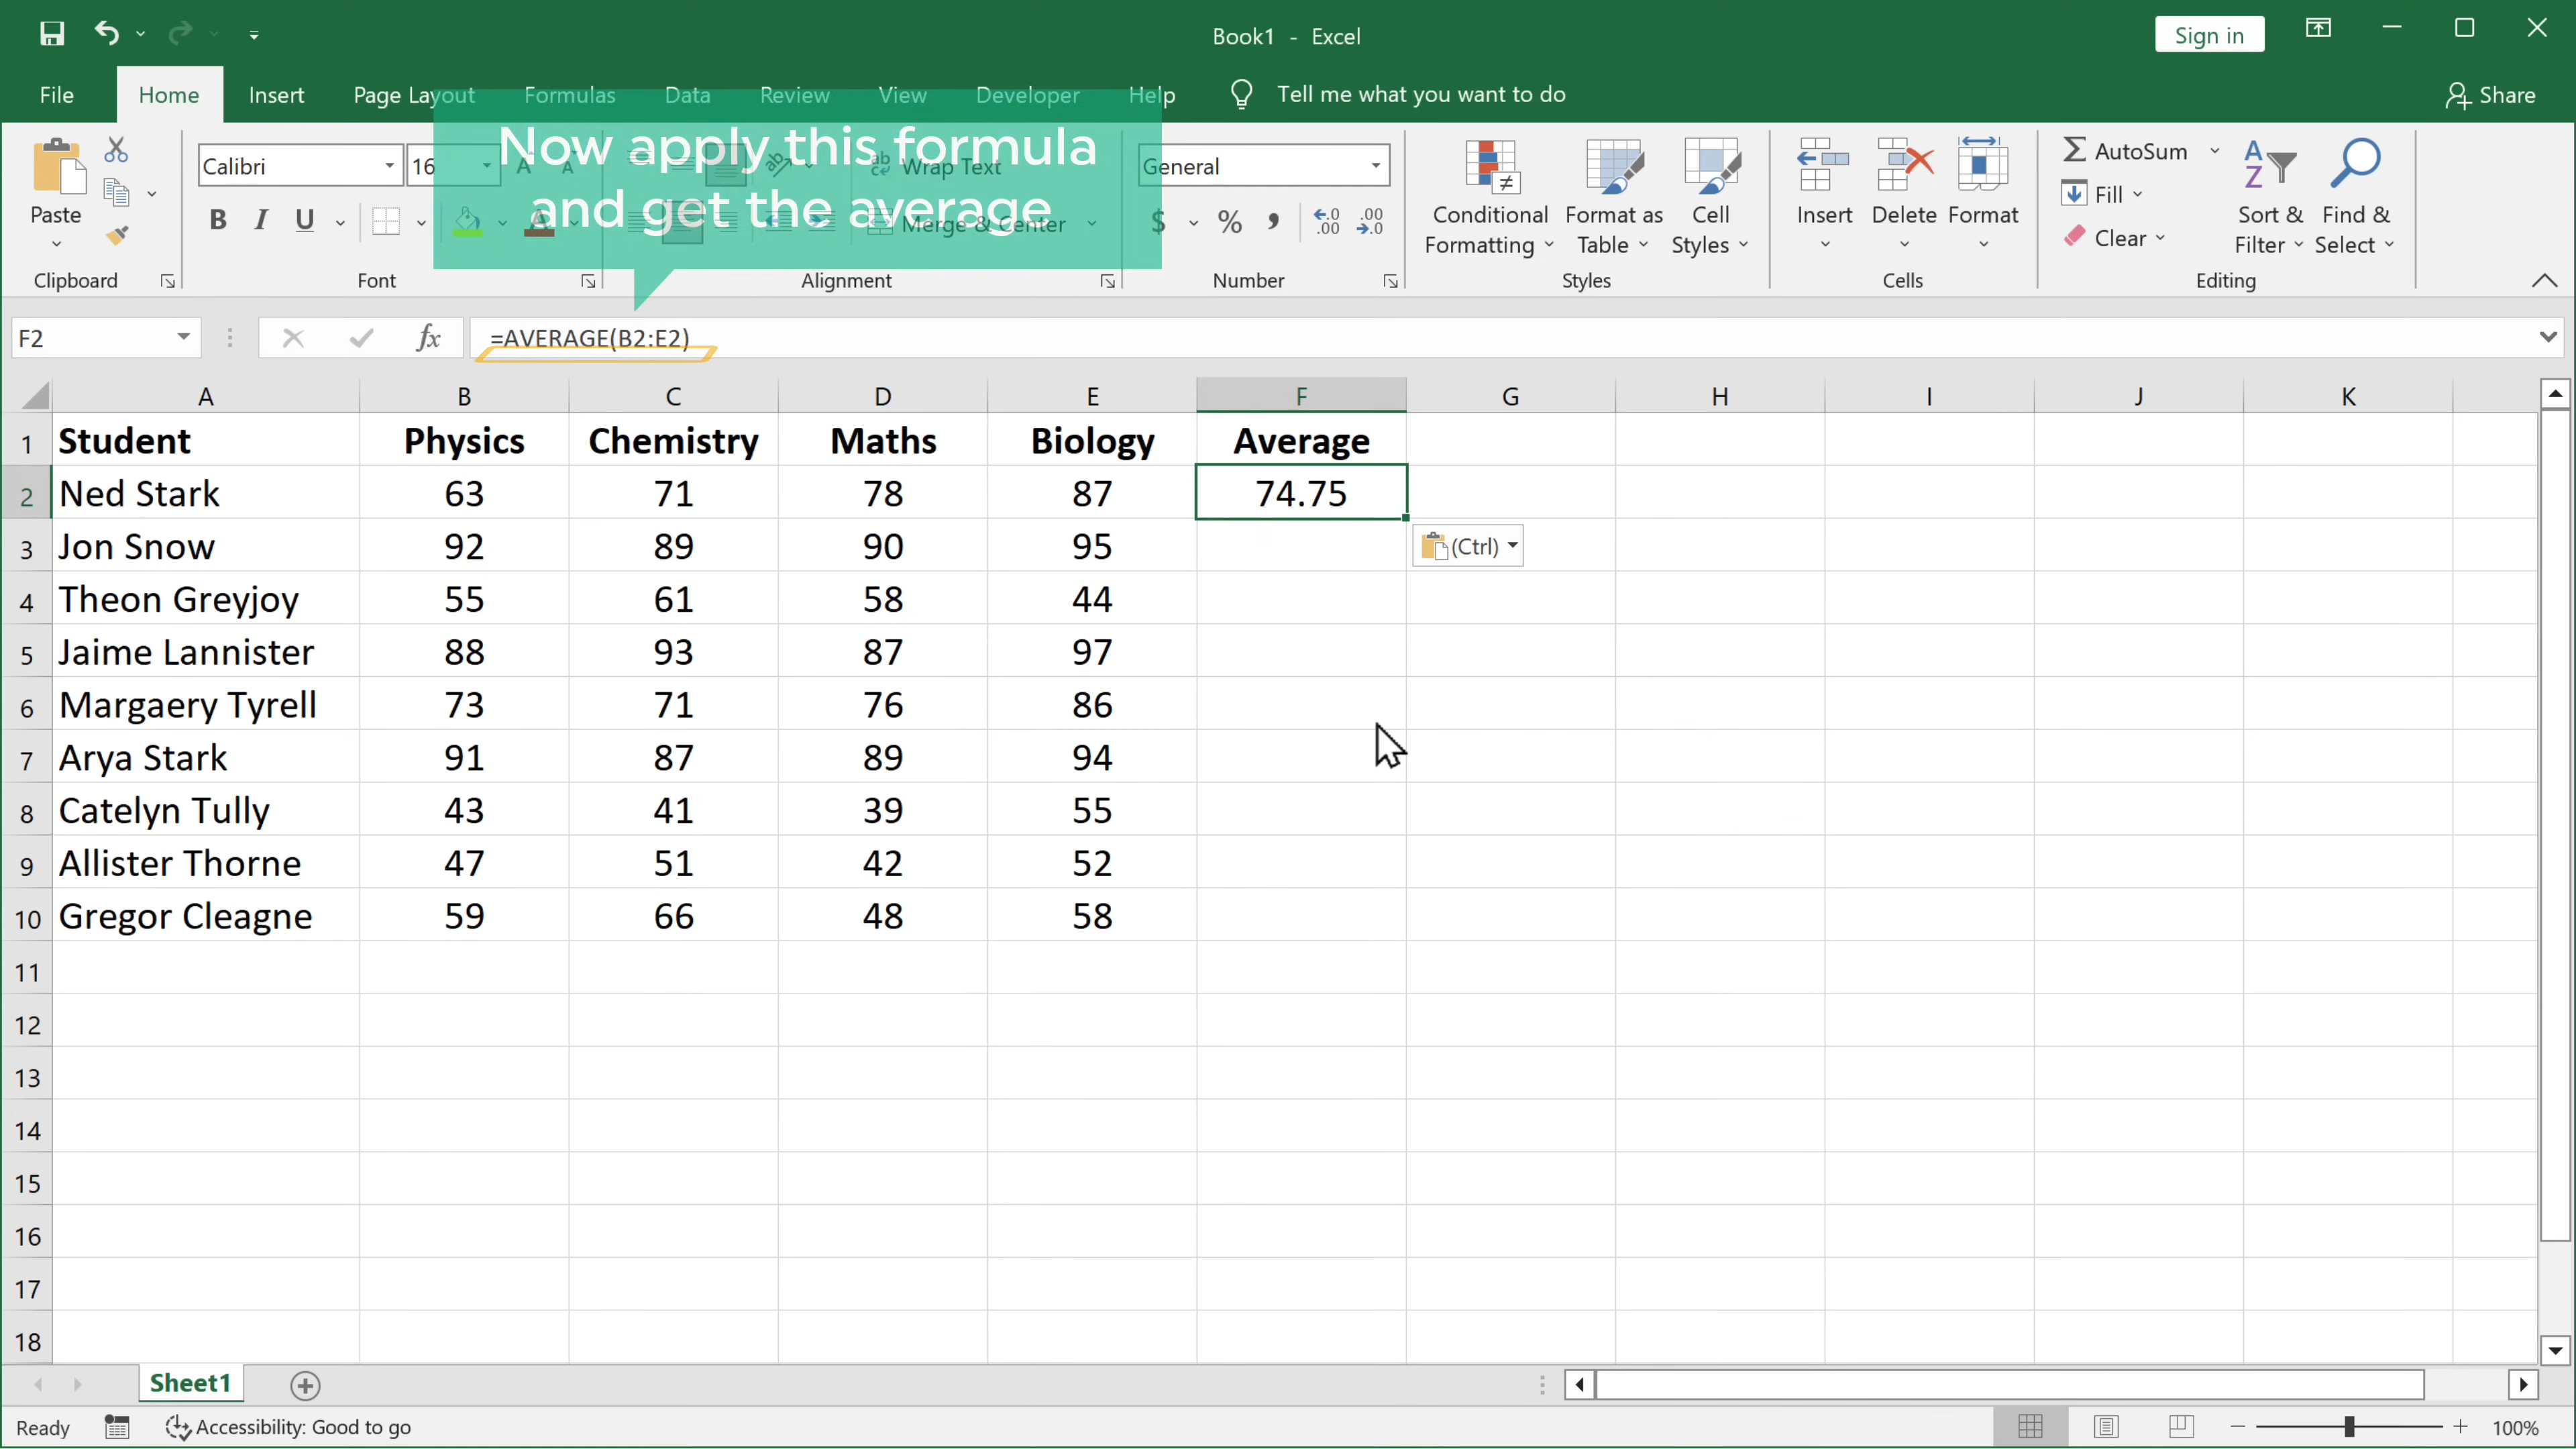 Book1 - Excel
Sign in
File Home Insert Page Layout Formulas Data Review View Developer Help Tell me what you want to do Share
Now apply this formula
and get the average
Paste
Calibri 16
B I U
Wrap Text
Merge & Center
General
$ % 9
Conditional
Formatting
Format as
Table
Cell
Styles
Insert Delete Format
AutoSum
Fill
Clear
Sort &
Filter
Find &
Select
Clipboard Font Alignment Number Styles Cells Editing
F2 fx =AVERAGE(B2:E2)
A B C D E F G H I J K
1 Student Physics Chemistry Maths Biology Average
2 Ned Stark 63 71 78 87 74.75
3 Jon Snow 92 89 90 95 (Ctrl)
4 Theon Greyjoy 55 61 58 44
5 Jaime Lannister 88 93 87 97
6 Margaery Tyrell 73 71 76 86
7 Arya Stark 91 87 89 94
8 Catelyn Tully 43 41 39 55
9 Allister Thorne 47 51 42 52
10 Gregor Cleagne 59 66 48 58
11
12
13
14
15
16
17
18
Sheet1
Ready Accessibility: Good to go 100%